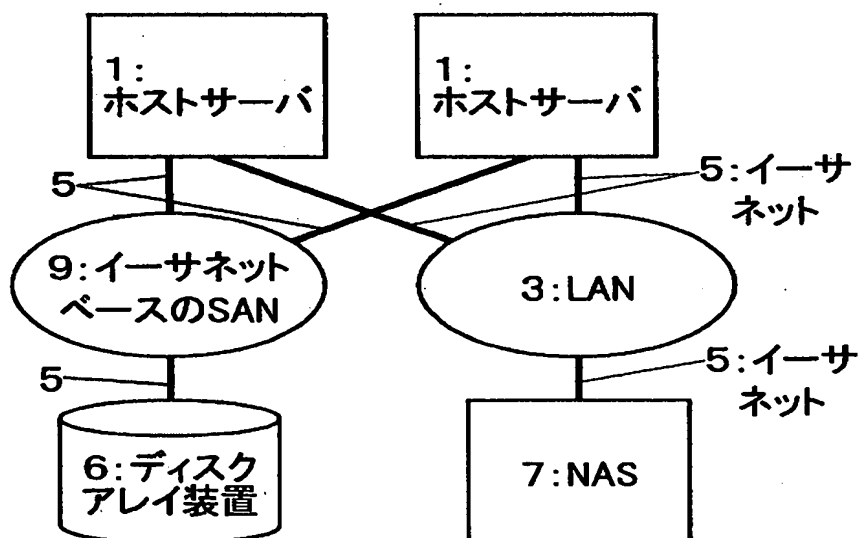 1:
ホストサーバ
1:
ホストサーバ
5
5:イーサ
ネット
9:イーサネット
ベースのSAN
3:LAN
5
5:イーサ
ネット
6:ディスク
アレイ装置
7:NAS